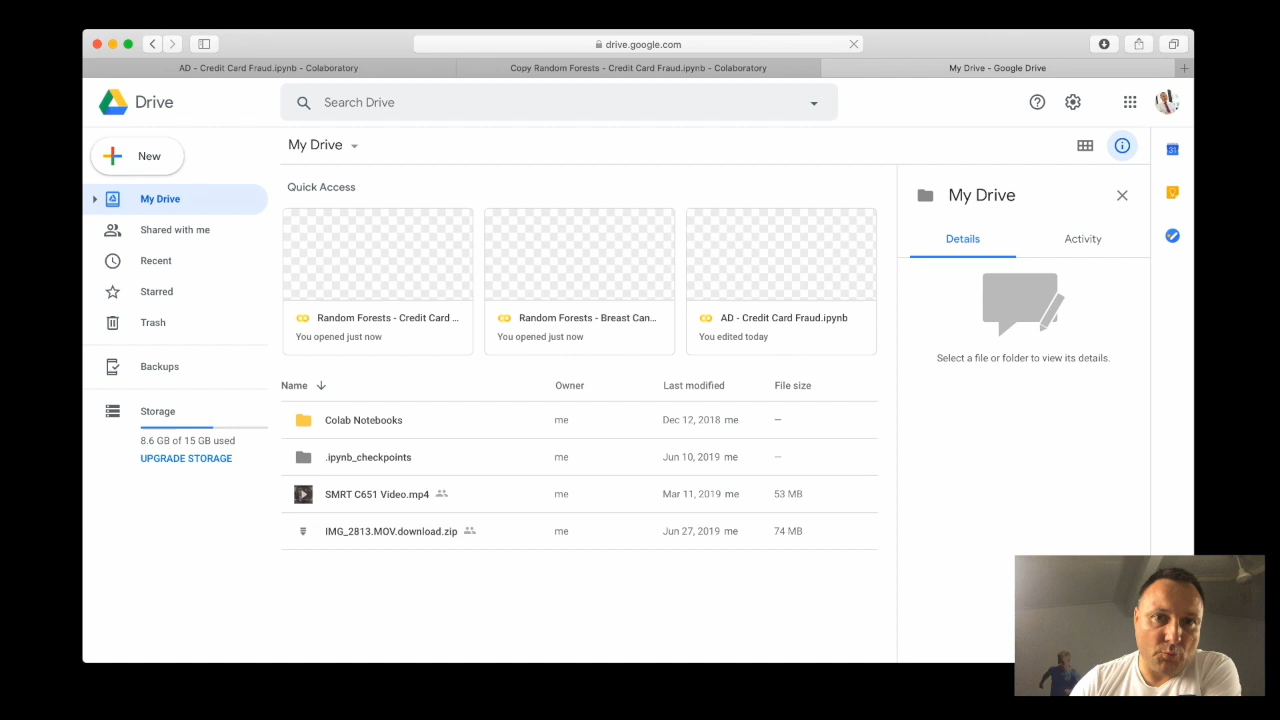 drive.google.com
AD - Credit Card Fraud.ipynb - Colaboratory
Copy Random Forests - Credit Card Fraud.ipynb - Colaboratory
My Drive - Google Drive
Drive
Search Drive
New
My Drive
Shared with me
Recent
Starred
Trash
Backups
Storage
8.6 GB of 15 GB used
UPGRADE STORAGE
My Drive
Quick Access
Random Forests - Credit Card ...
You opened just now
Random Forests - Breast Can...
You opened just now
AD - Credit Card Fraud.ipynb
You edited today
Name Owner Last modified File size
Colab Notebooks me Dec 12, 2018 me —
.ipynb_checkpoints me Jun 10, 2019 me —
SMRT C651 Video.mp4 me Mar 11, 2019 me 53 MB
IMG_2813.MOV.download.zip me Jun 27, 2019 me 74 MB
My Drive
Details Activity
Select a file or folder to view its details.
31